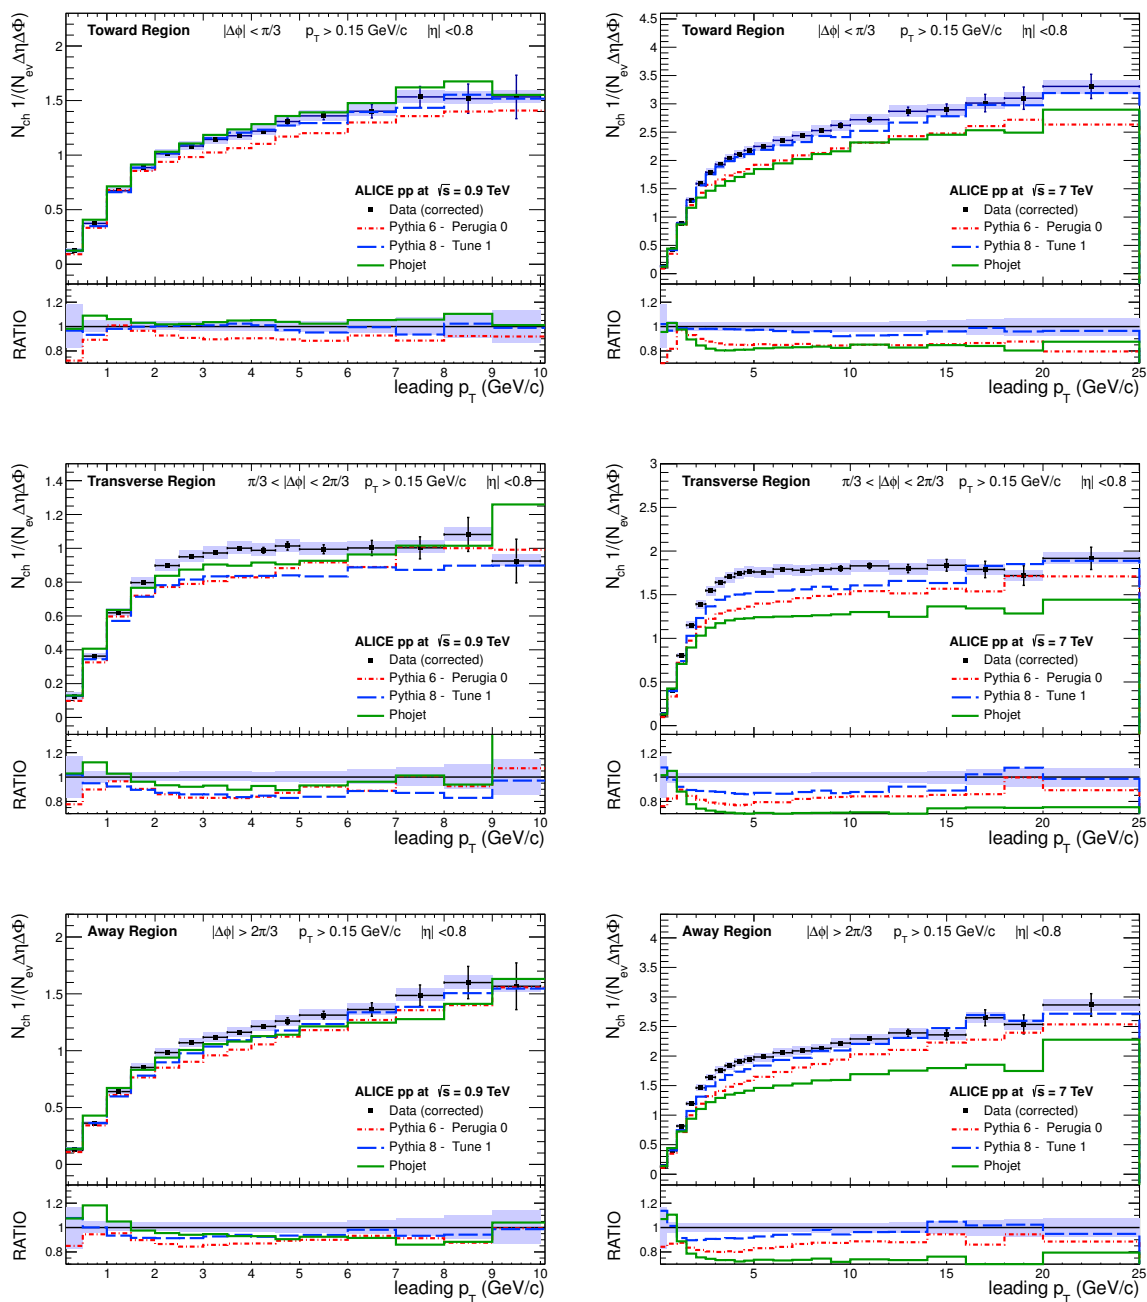 Toward Region |Δϕ| < π/3 p_T > 0.15 GeV/c |η| <0.8
N_ch 1/(N_ev ΔηΔΦ)
2
1.5
1
0.5
0
ALICE pp at √s = 0.9 TeV
Data (corrected)
Pythia 6 - Perugia 0
Pythia 8 - Tune 1
Phojet
RATIO
1.2
1
0.8
1 2 3 4 5 6 7 8 9 10
leading p_T (GeV/c)
Toward Region |Δϕ| < π/3 p_T > 0.15 GeV/c |η| <0.8
N_ch 1/(N_ev ΔηΔΦ)
4.5
4
3.5
3
2.5
2
1.5
1
0.5
0
ALICE pp at √s = 7 TeV
Data (corrected)
Pythia 6 - Perugia 0
Pythia 8 - Tune 1
Phojet
RATIO
1.2
1
0.8
5 10 15 20 25
leading p_T (GeV/c)
Transverse Region π/3 < |Δϕ| < 2π/3 p_T > 0.15 GeV/c |η| <0.8
N_ch 1/(N_ev ΔηΔΦ)
1.4
1.2
1
0.8
0.6
0.4
0.2
0
ALICE pp at √s = 0.9 TeV
Data (corrected)
Pythia 6 - Perugia 0
Pythia 8 - Tune 1
Phojet
RATIO
1.2
1
0.8
1 2 3 4 5 6 7 8 9 10
leading p_T (GeV/c)
Transverse Region π/3 < |Δϕ| < 2π/3 p_T > 0.15 GeV/c |η| <0.8
N_ch 1/(N_ev ΔηΔΦ)
3
2.5
2
1.5
1
0.5
0
ALICE pp at √s = 7 TeV
Data (corrected)
Pythia 6 - Perugia 0
Pythia 8 - Tune 1
Phojet
RATIO
1.2
1
0.8
5 10 15 20 25
leading p_T (GeV/c)
Away Region |Δϕ| > 2π/3 p_T > 0.15 GeV/c |η| <0.8
N_ch 1/(N_ev ΔηΔΦ)
2
1.5
1
0.5
0
ALICE pp at √s = 0.9 TeV
Data (corrected)
Pythia 6 - Perugia 0
Pythia 8 - Tune 1
Phojet
RATIO
1.2
1
0.8
1 2 3 4 5 6 7 8 9 10
leading p_T (GeV/c)
Away Region |Δϕ| > 2π/3 p_T > 0.15 GeV/c |η| <0.8
N_ch 1/(N_ev ΔηΔΦ)
4
3.5
3
2.5
2
1.5
1
0.5
0
ALICE pp at √s = 7 TeV
Data (corrected)
Pythia 6 - Perugia 0
Pythia 8 - Tune 1
Phojet
RATIO
1.2
1
0.8
5 10 15 20 25
leading p_T (GeV/c)